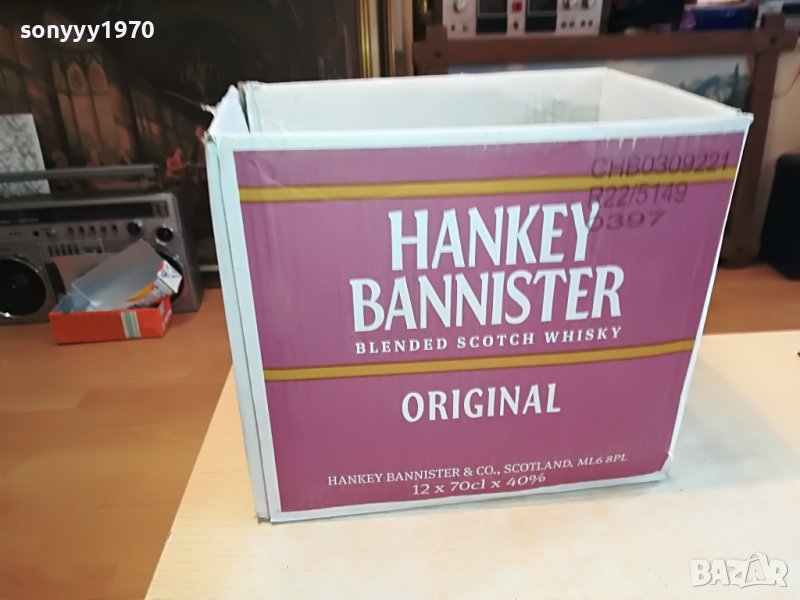 sonyyy1970
CHB0309221
R22/5149
0397
HANKEY
BANNISTER
BLENDED SCOTCH WHISKY
ORIGINAL
HANKEY BANNISTER & CO., SCOTLAND, ML6 8PL
12 x 70cl x 40%
BAZAR